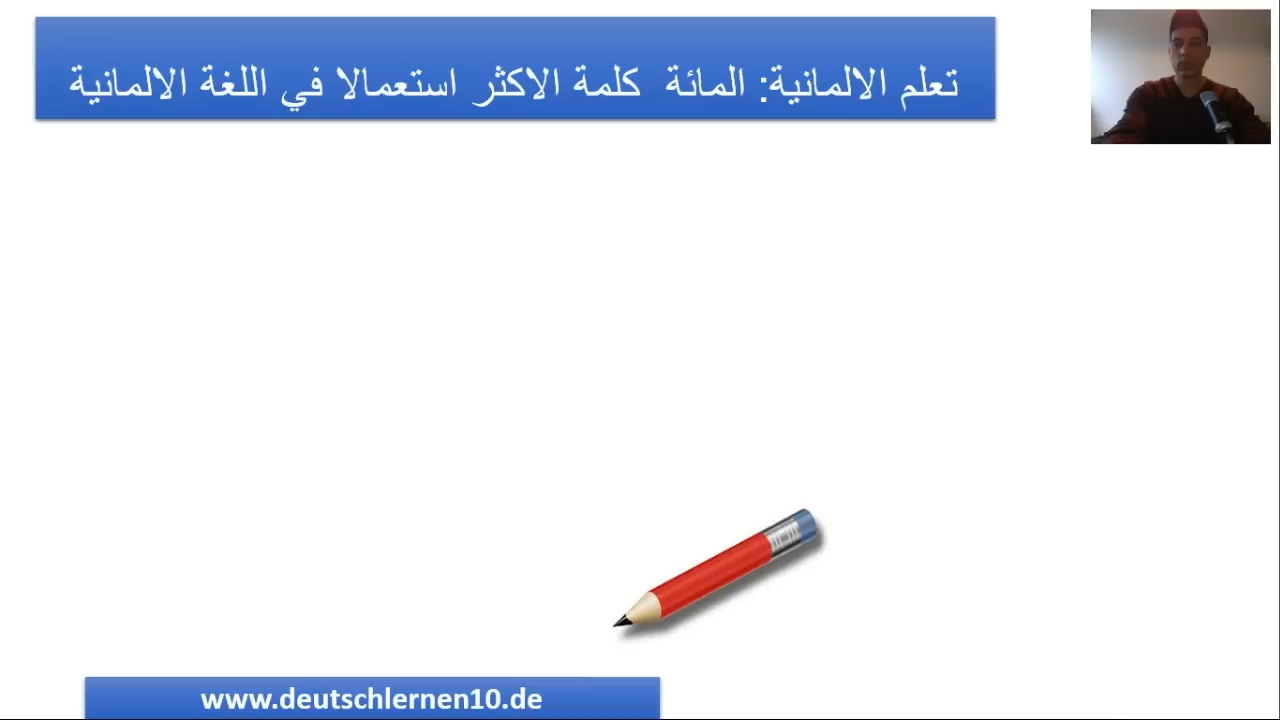 تعلم الالمانية: المائة كلمة الاكثر استعمالا في اللغة الالمانية
www.deutschlernen10.de